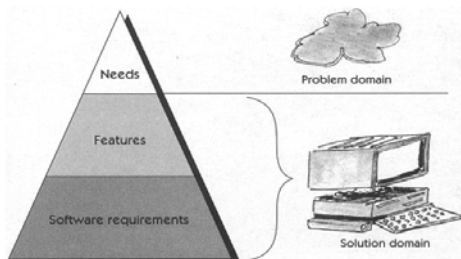 Needs
Problem domain
Features
Software requirements
Solution domain